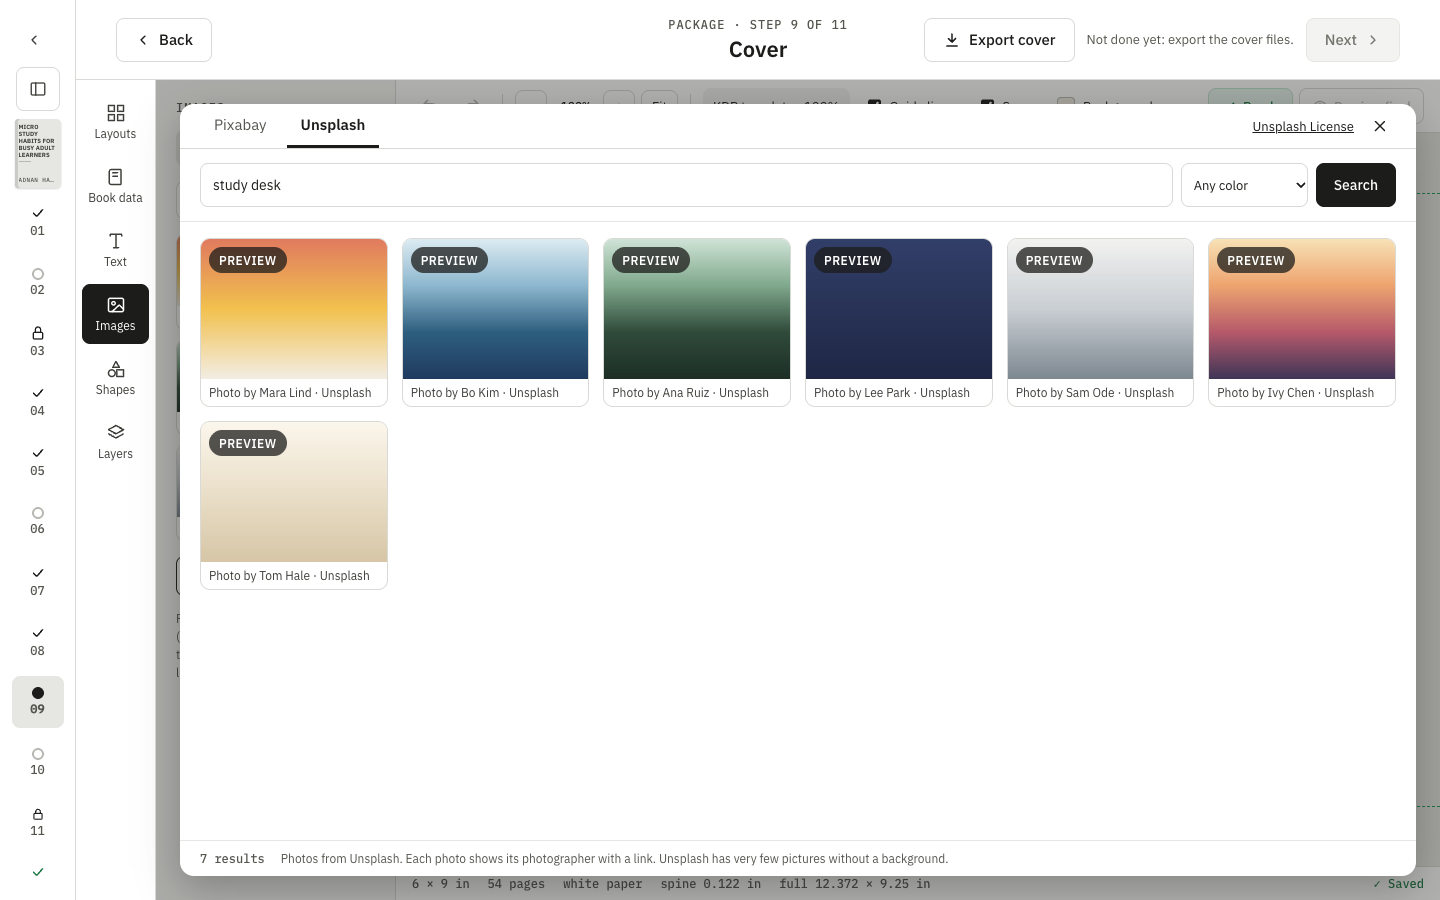 Back
PACKAGE · STEP 9 OF 11
Cover
Export cover
Not done yet: export the cover files.
Next
MICRO
STUDY
HABITS FOR
BUSY ADULT
LEARNERS
ADNAN HA…
01
02
03
04
05
06
07
08
09
10
11
Layouts
Book data
Text
Images
Shapes
Layers
Pixabay
Unsplash
Unsplash License
study desk
Any color
Search
PREVIEW
Photo by Mara Lind · Unsplash
PREVIEW
Photo by Bo Kim · Unsplash
PREVIEW
Photo by Ana Ruiz · Unsplash
PREVIEW
Photo by Lee Park · Unsplash
PREVIEW
Photo by Sam Ode · Unsplash
PREVIEW
Photo by Ivy Chen · Unsplash
PREVIEW
Photo by Tom Hale · Unsplash
7 results
Photos from Unsplash. Each photo shows its photographer with a link. Unsplash has very few pictures without a background.
6 × 9 in
54 pages
white paper
spine 0.122 in
full 12.372 × 9.25 in
✓ Saved